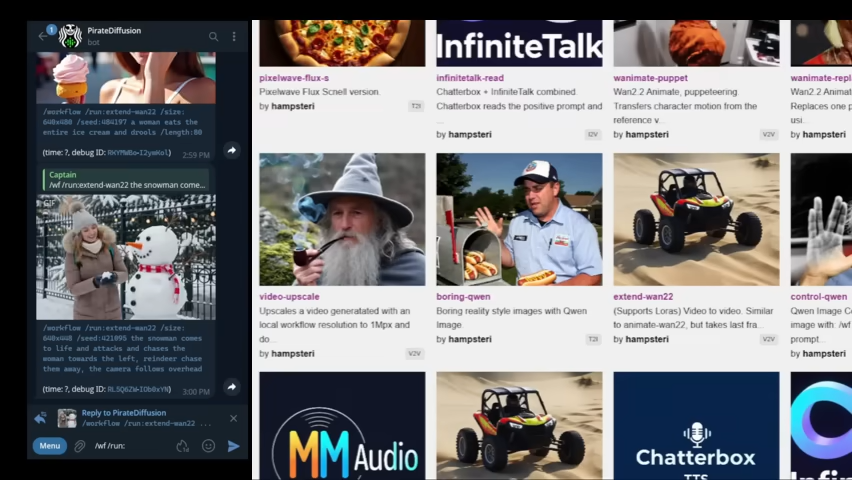 1
PirateDiffusion
bot
/workflow /run:extend-wan22 /size:
640x480 /seed:484197 a woman eats the
entire ice cream and drools /length:80
(time: ?, debug ID:
2:59 PM
Captain
/wf /run:extend-wan22 the snowman come...
GIF
/workflow /run:extend-wan22 /size:
640x448 /seed:421095 the snowman comes
to life and attacks and chases the
woman towards the left, reindeer chase
them away, the camera follows overhead
(time: ?, debug ID:
3:00 PM
Reply to PirateDiffusion
/workflow /run:extend-wan22 ...
Menu
/wf /run:
pixelwave-flux-s
Pixelwave Flux Scnell version.
by hampsteri
T2I
InfiniteTalk
infinitetalk-read
Chatterbox + InfiniteTalk combined.
Chatterbox reads the positive prompt and
...
by hampsteri
I2V
wanimate-puppet
Wan2.2 Animate, puppeteering.
Transfers character motion from the
reference v...
by hampsteri
V2V
wanimate-repl
Wan2.2 Animat
Replaces one p
usi...
by hampsteri
video-upscale
Upscales a video generatated with an
local workflow resolution to 1Mpx and
do...
by hampsteri
V2V
boring-qwen
Boring reality style images with Qwen
Image.
by hampsteri
T2I
extend-wan22
(Supports Loras) Video to video. Similar
to animate-wan22, but takes last fra...
by hampsteri
V2V
control-qwen
Qwen Image Co
image with: /wf
prompt...
by hampsteri
MM Audio
Chatterbox
TTS
Infin